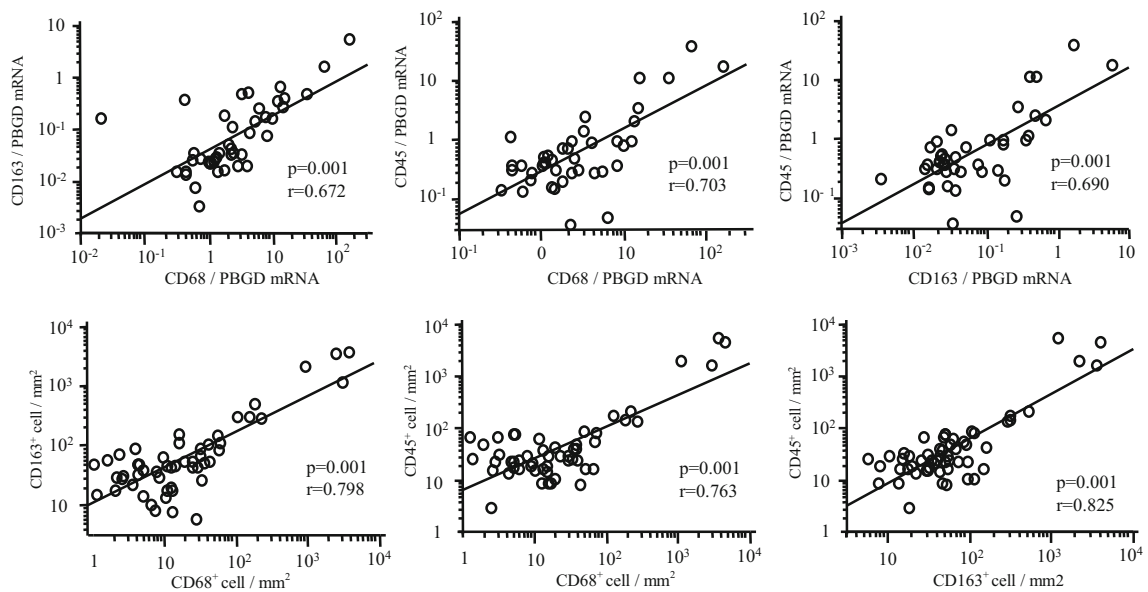 10
1
10⁻¹
10⁻²
10⁻³
CD163 / PBGD mRNA
p=0.001
r=0.672
10⁻² 10⁻¹ 1 10 10²
CD68 / PBGD mRNA
10²
10
1
10⁻¹
CD45 / PBGD mRNA
p=0.001
r=0.703
10⁻¹ 0 10 10²
CD68 / PBGD mRNA
10²
10
1
10⁻¹
CD45 / PBGD mRNA
p=0.001
r=0.690
10⁻³ 10⁻² 10⁻¹ 1 10
CD163 / PBGD mRNA
10⁴
10³
10²
10
CD163⁺ cell / mm²
p=0.001
r=0.798
1 10 10² 10³ 10⁴
CD68⁺ cell / mm²
10⁴
10³
10²
10
1
CD45⁺ cell / mm²
p=0.001
r=0.763
1 10 10² 10³ 10⁴
CD68⁺ cell / mm²
10⁴
10³
10²
10
1
CD45⁺ cell / mm²
p=0.001
r=0.825
10 10² 10³ 10⁴
CD163⁺ cell / mm2